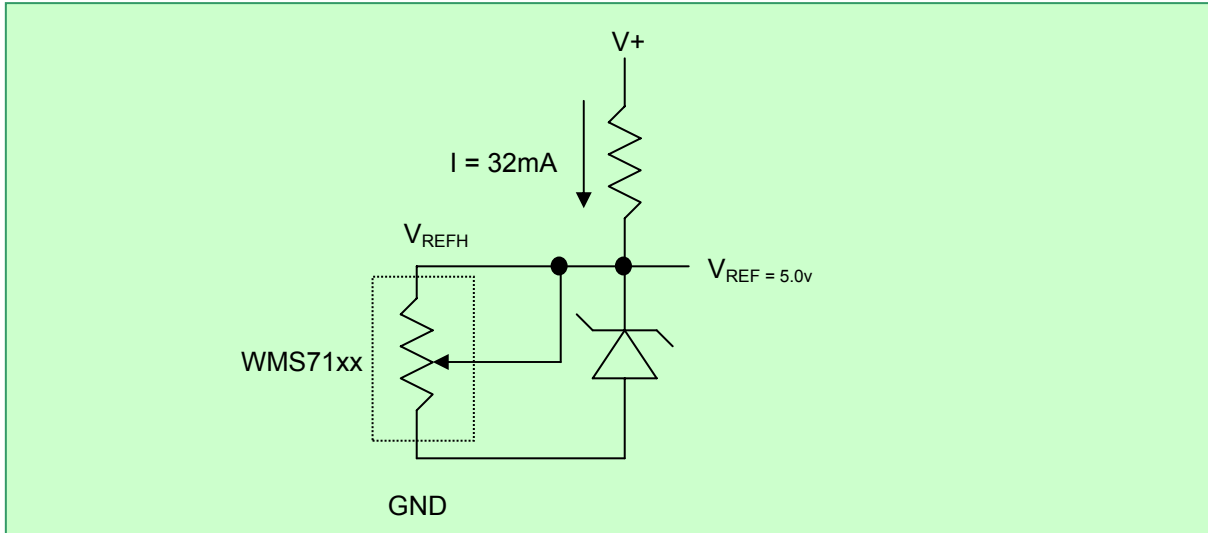 V+
I = 32mA
VREFH
VREF = 5.0v
WMS71xx
GND